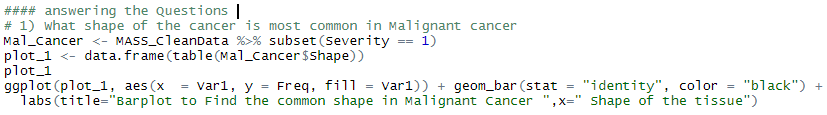 #### answering the Questions
# 1) What shape of the cancer is most common in Malignant cancer
Mal_Cancer <- MASS_CleanData %>% subset(Severity == 1)
plot_1 <- data.frame(table(Mal_Cancer$Shape))
plot_1
ggplot(plot_1, aes(x  = Var1, y = Freq, fill = Var1)) + geom_bar(stat = "identity", color = "black") +
  labs(title="Barplot to Find the common shape in Malignant Cancer ",x=" Shape of the tissue")